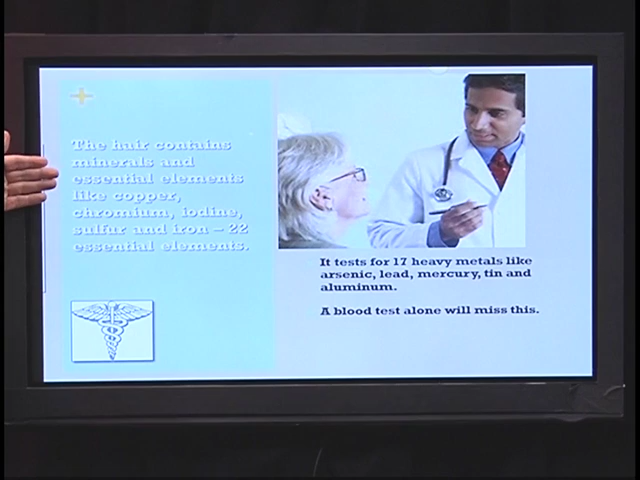 The hair contains
minerals and
essential elements
like copper,
chromium, Iodine,
sulfur and iron – 22
essential elements.
It tests for 17 heavy metals like
arsenic, lead, mercury, tin and
aluminum.
A blood test alone will miss this.